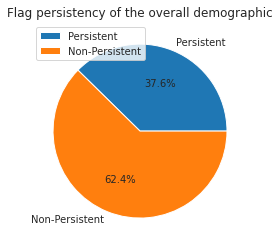 Flag persistency of the overall demographic
Persistent
Non-Persistent
Persistent
37.6%
62.4%
Non-Persistent